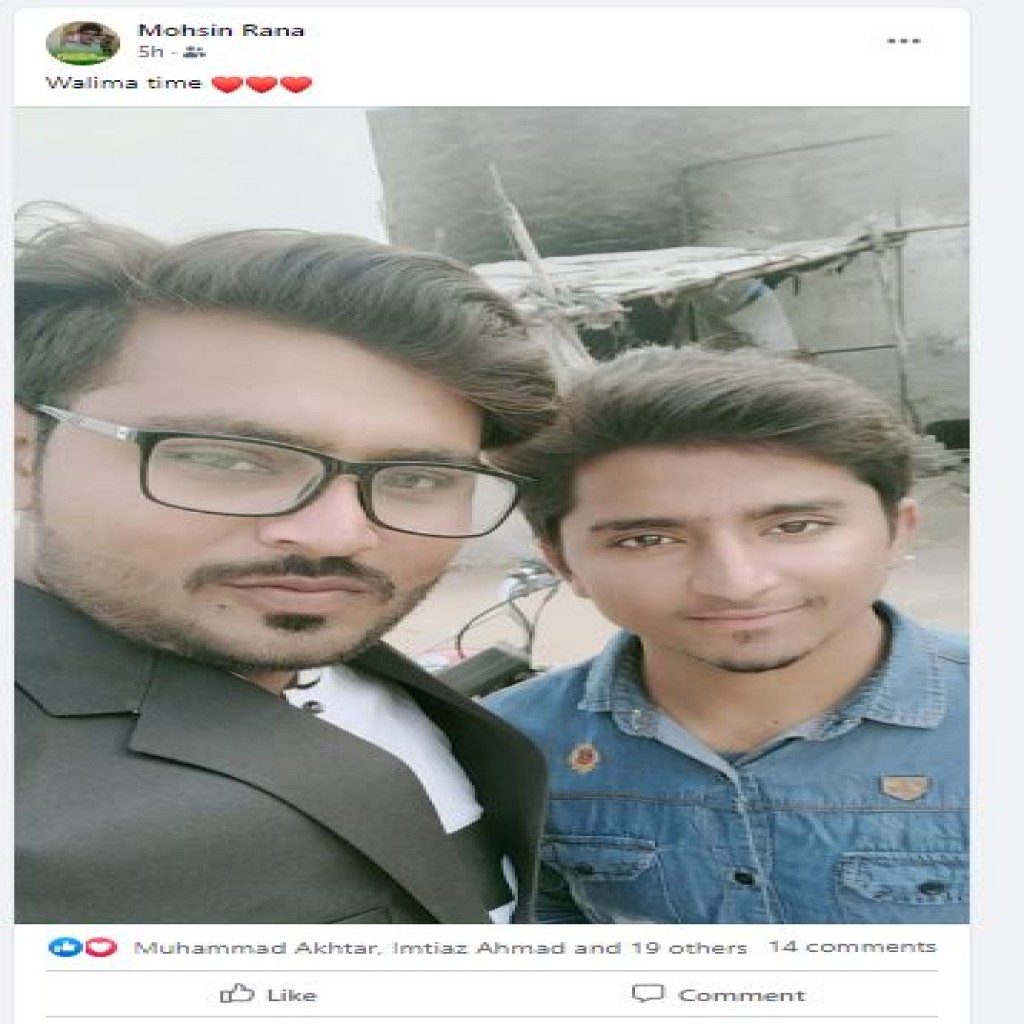 Mohsin Rana
5h ·
Walima time ❤️❤️❤️
Muhammad Akhtar, Imtiaz Ahmad and 19 others 14 comments
Like Comment